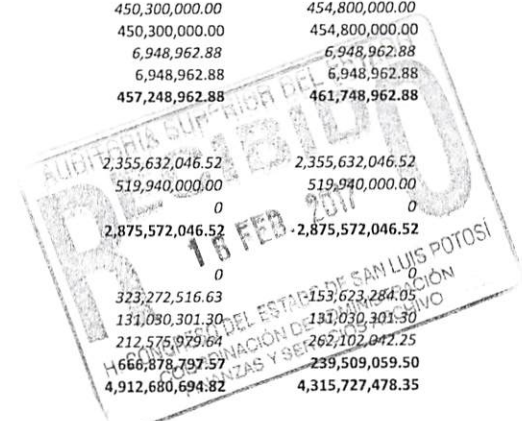 450,300,000.00 454,800,000.00
450,300,000.00 454,800,000.00
6,948,962.88 6,948,962.88
6,948,962.88 6,948,962.88
457,248,962.88 461,748,962.88
AUDITORIA SUPERIOR DEL ESTADO
RECIBIDO
2,355,632,046.52 2,355,632,046.52
519,940,000.00 519,940,000.00
0 0
2,875,572,046.52 2,875,572,046.52
16 FEB. 2017
0 0
323,272,516.63 153,623,284.05
131,030,301.30 131,030,301.30
212,575,979.64 262,102,042.25
666,878,797.57 239,509,059.50
4,912,680,694.82 4,315,727,478.35
H. CONGRESO DEL ESTADO DE SAN LUIS POTOSÍ
COORDINACIÓN DE ADMINISTRACIÓN
FINANZAS Y SERVICIOS ARCHIVO